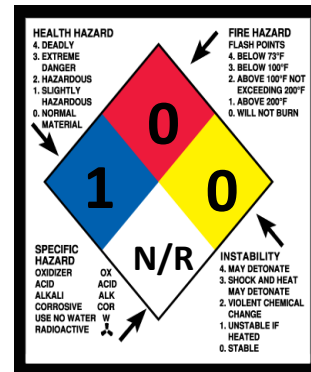 HEALTH HAZARD
4. DEADLY
3. EXTREME
DANGER
2. HAZARDOUS
1. SLIGHTLY
HAZARDOUS
0. NORMAL
MATERIAL
FIRE HAZARD
FLASH POINTS
4. BELOW 73°F
3. BELOW 100°F
2. ABOVE 100°F NOT
EXCEEDING 200°F
1. ABOVE 200°F
0. WILL NOT BURN
0
1
0
N/R
SPECIFIC
HAZARD
OXIDIZER OX
ACID ACID
ALKALI ALK
CORROSIVE COR
USE NO WATER W
RADIOACTIVE
INSTABILITY
4. MAY DETONATE
3. SHOCK AND HEAT
MAY DETONATE
2. VIOLENT CHEMICAL
CHANGE
1. UNSTABLE IF
HEATED
0. STABLE